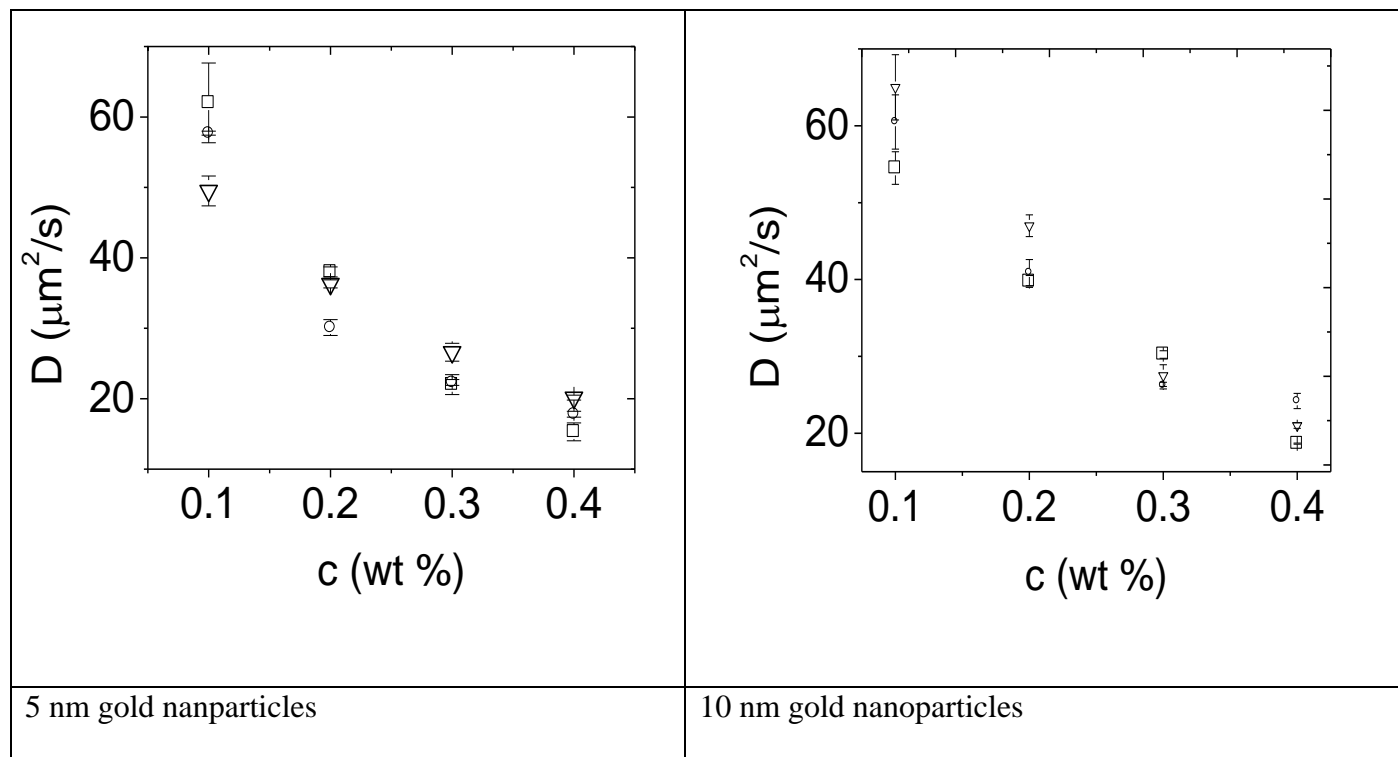 60
40
20
D (μm²/s)
0.1 0.2 0.3 0.4
c (wt %)
60
40
20
D (μm²/s)
0.1 0.2 0.3 0.4
c (wt %)
5 nm gold nanparticles
10 nm gold nanoparticles